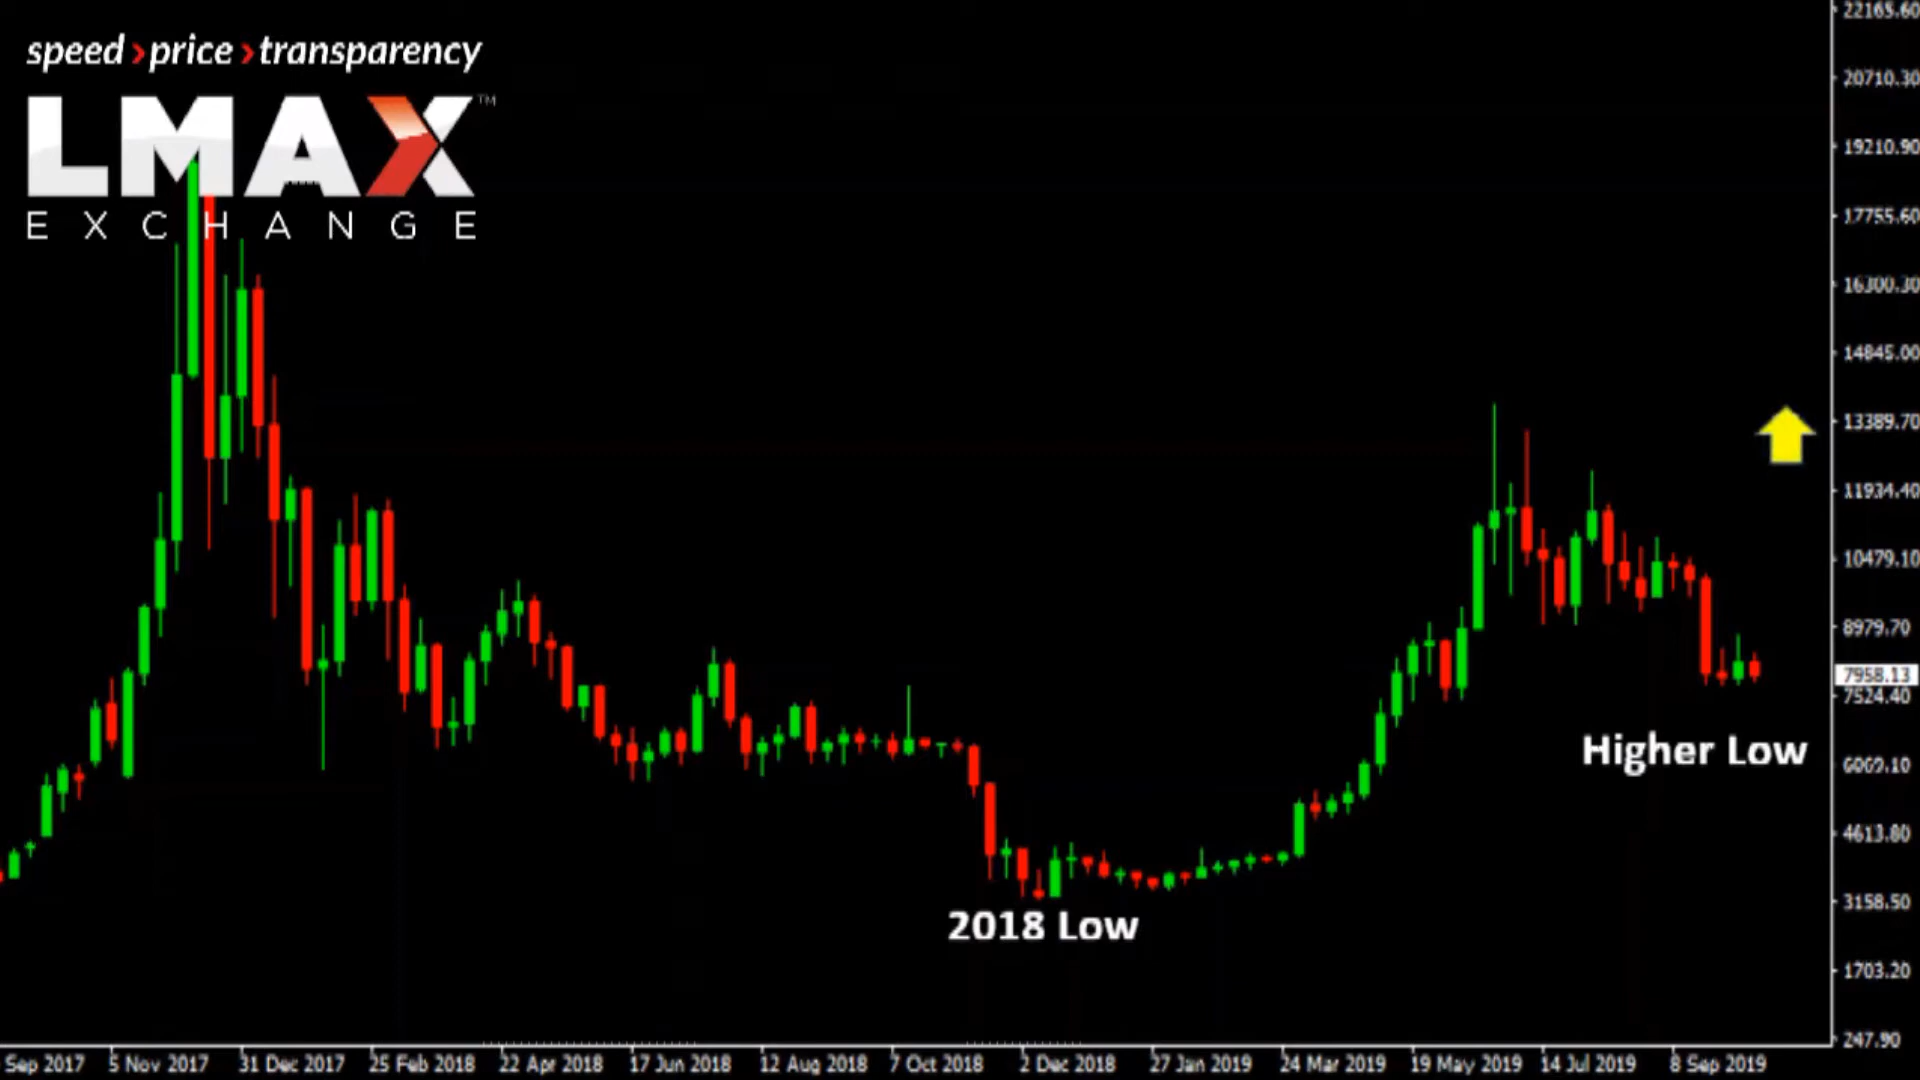 speed›price›transparency
LMAX™
EXCHANGE
22165.60
20710.30
19210.90
17755.60
16300.30
14845.00
13389.70
11934.40
10479.10
8979.70
7958.13
7524.40
Higher Low
6069.10
4613.80
2018 Low
3158.50
1703.20
247.90
Sep 2017 5 Nov 2017 31 Dec 2017 25 Feb 2018 22 Apr 2018 17 Jun 2018 12 Aug 2018 7 Oct 2018 2 Dec 2018 27 Jan 2019 24 Mar 2019 19 May 2019 14 Jul 2019 8 Sep 2019